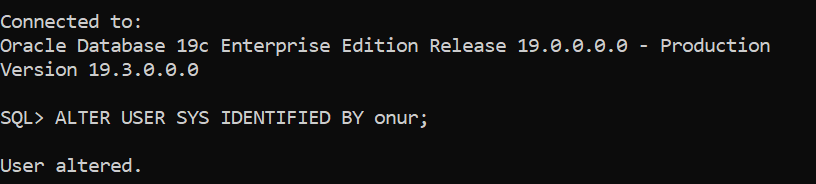 Connected to:
Oracle Database 19c Enterprise Edition Release 19.0.0.0.0 - Production
Version 19.3.0.0.0
SQL> ALTER USER SYS IDENTIFIED BY onur;
User altered.